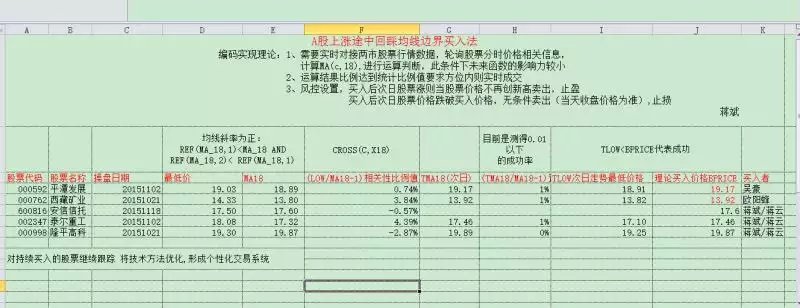 A B C D E F G H I J K
A股上涨途中回踩均线边界买入法
编码实现理论:1、需要实时对接两市股票行情数据,轮询股票分时价格相关信息,
计算MA(c,18),进行运算判断,此条件下未来函数的影响力较小
2、运算结果比例达到统计比值要求方位内则实时成交
3、风控设置,买入后次日股票涨则当股票价格不再创新高卖出,止盈
买入后次日股票价格跌破买入价格,无条件卖出(当天收盘价格为准),止损
蒋斌
均线斜率为正: 目前是测得0.01
REF(MA_18,1)<MA_18 AND CROSS(C,X18) 以下 TLOW<BPRICE代表成功
REF(MA_18,2)< REF(MA_18,1) 的成功率
股票代码 股票名称 操盘日期 最低价 MA18 (LOW/MA18-1)相关性比例值 TMA18(次日) (TMA18/MA18-1) TLOW次日走势最低价格 理论买入价格BPRICE 买入者
000592 平潭发展 20151102 19.03 18.89 0.74% 19.17 1% 18.91 19.17 吴豪
000762 西藏矿业 20151021 14.33 13.80 3.84% 13.92 1% 13.82 13.92 欧阳锋
600816 安信信托 20151118 17.50 17.60 -0.57% 17.6 蒋斌/蒋云
002347 泰尔重工 20151102 18.08 17.32 4.39% 17.46 1% 17.10 17.46 蒋斌/蒋云
000998 隆平高科 20151021 19.30 19.87 -2.87% 19.89 0% 19.25 19.87 蒋斌/蒋云
对持续买入的股票继续跟踪 将技术方法优化,形成个性化交易系统